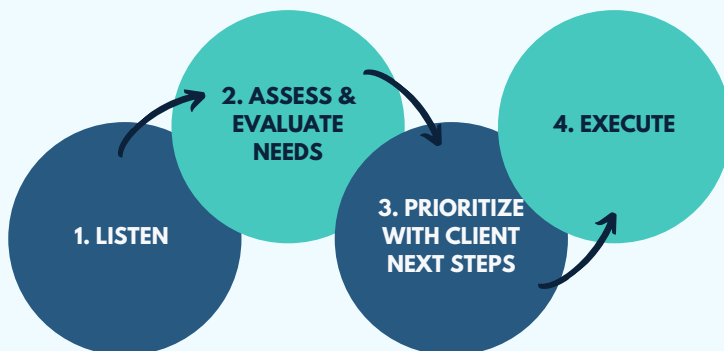 1. LISTEN
2. ASSESS &
EVALUATE
NEEDS
3. PRIORITIZE
WITH CLIENT
NEXT STEPS
4. EXECUTE